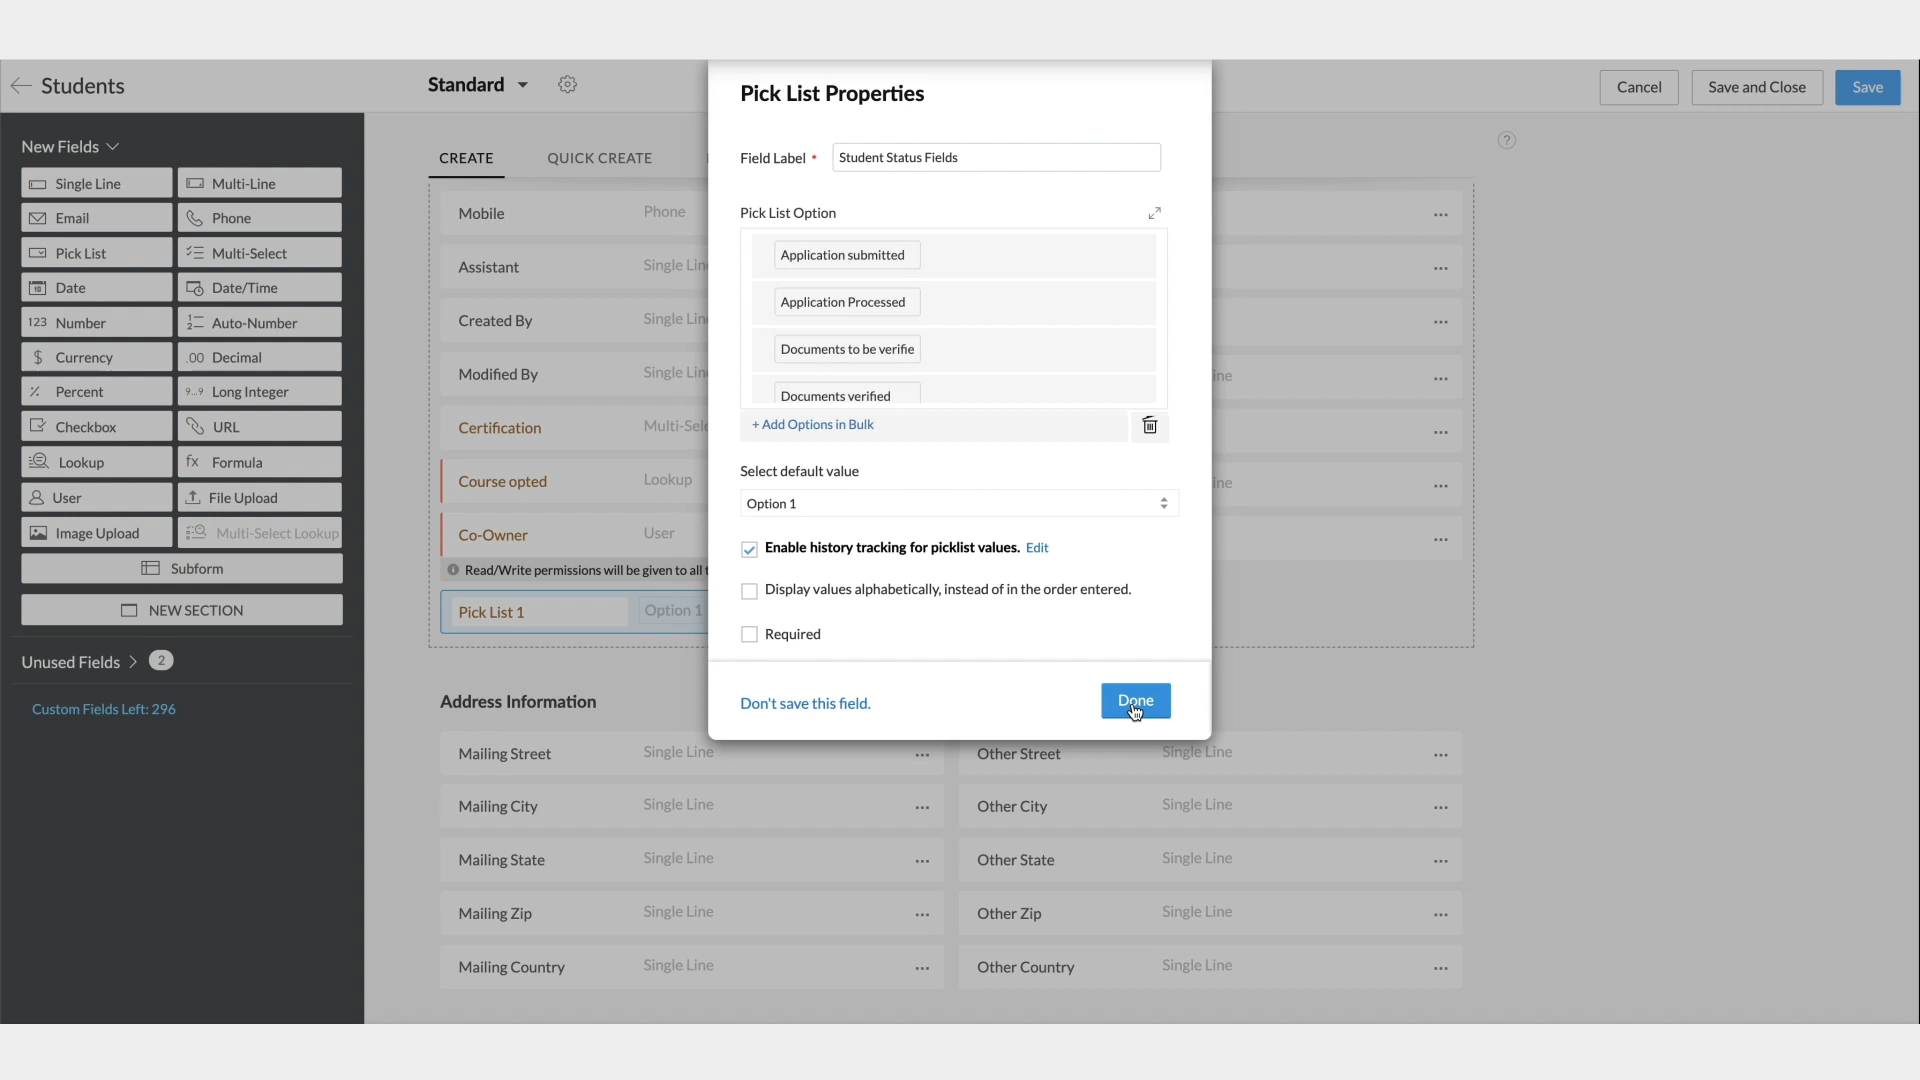 Students
Standard
Cancel
Save and Close
Save
New Fields
Single Line
Multi-Line
Email
Phone
Pick List
Multi-Select
Date
Date/Time
123 Number
Auto-Number
$ Currency
.00 Decimal
% Percent
9...9 Long Integer
Checkbox
URL
Lookup
fx Formula
User
File Upload
Image Upload
Multi-Select Lookup
Subform
NEW SECTION
Unused Fields > 2
Custom Fields Left: 296
CREATE
QUICK CREATE
?
Mobile
Phone
Assistant
Single Lin
Created By
Single Lin
Modified By
Single Lin
ine
Certification
Multi-Sele
Course opted
Lookup
ine
Co-Owner
User
Read/Write permissions will be given to all t
Pick List 1
Option 1
Pick List Properties
Field Label *
Student Status Fields
Pick List Option
Application submitted
Application Processed
Documents to be verifie
Documents verified
+ Add Options in Bulk
Select default value
Option 1
Enable history tracking for picklist values. Edit
Display values alphabetically, instead of in the order entered.
Required
Don't save this field.
Done
Address Information
Mailing Street
Single Line
Other Street
Single Line
Mailing City
Single Line
Other City
Single Line
Mailing State
Single Line
Other State
Single Line
Mailing Zip
Single Line
Other Zip
Single Line
Mailing Country
Single Line
Other Country
Single Line